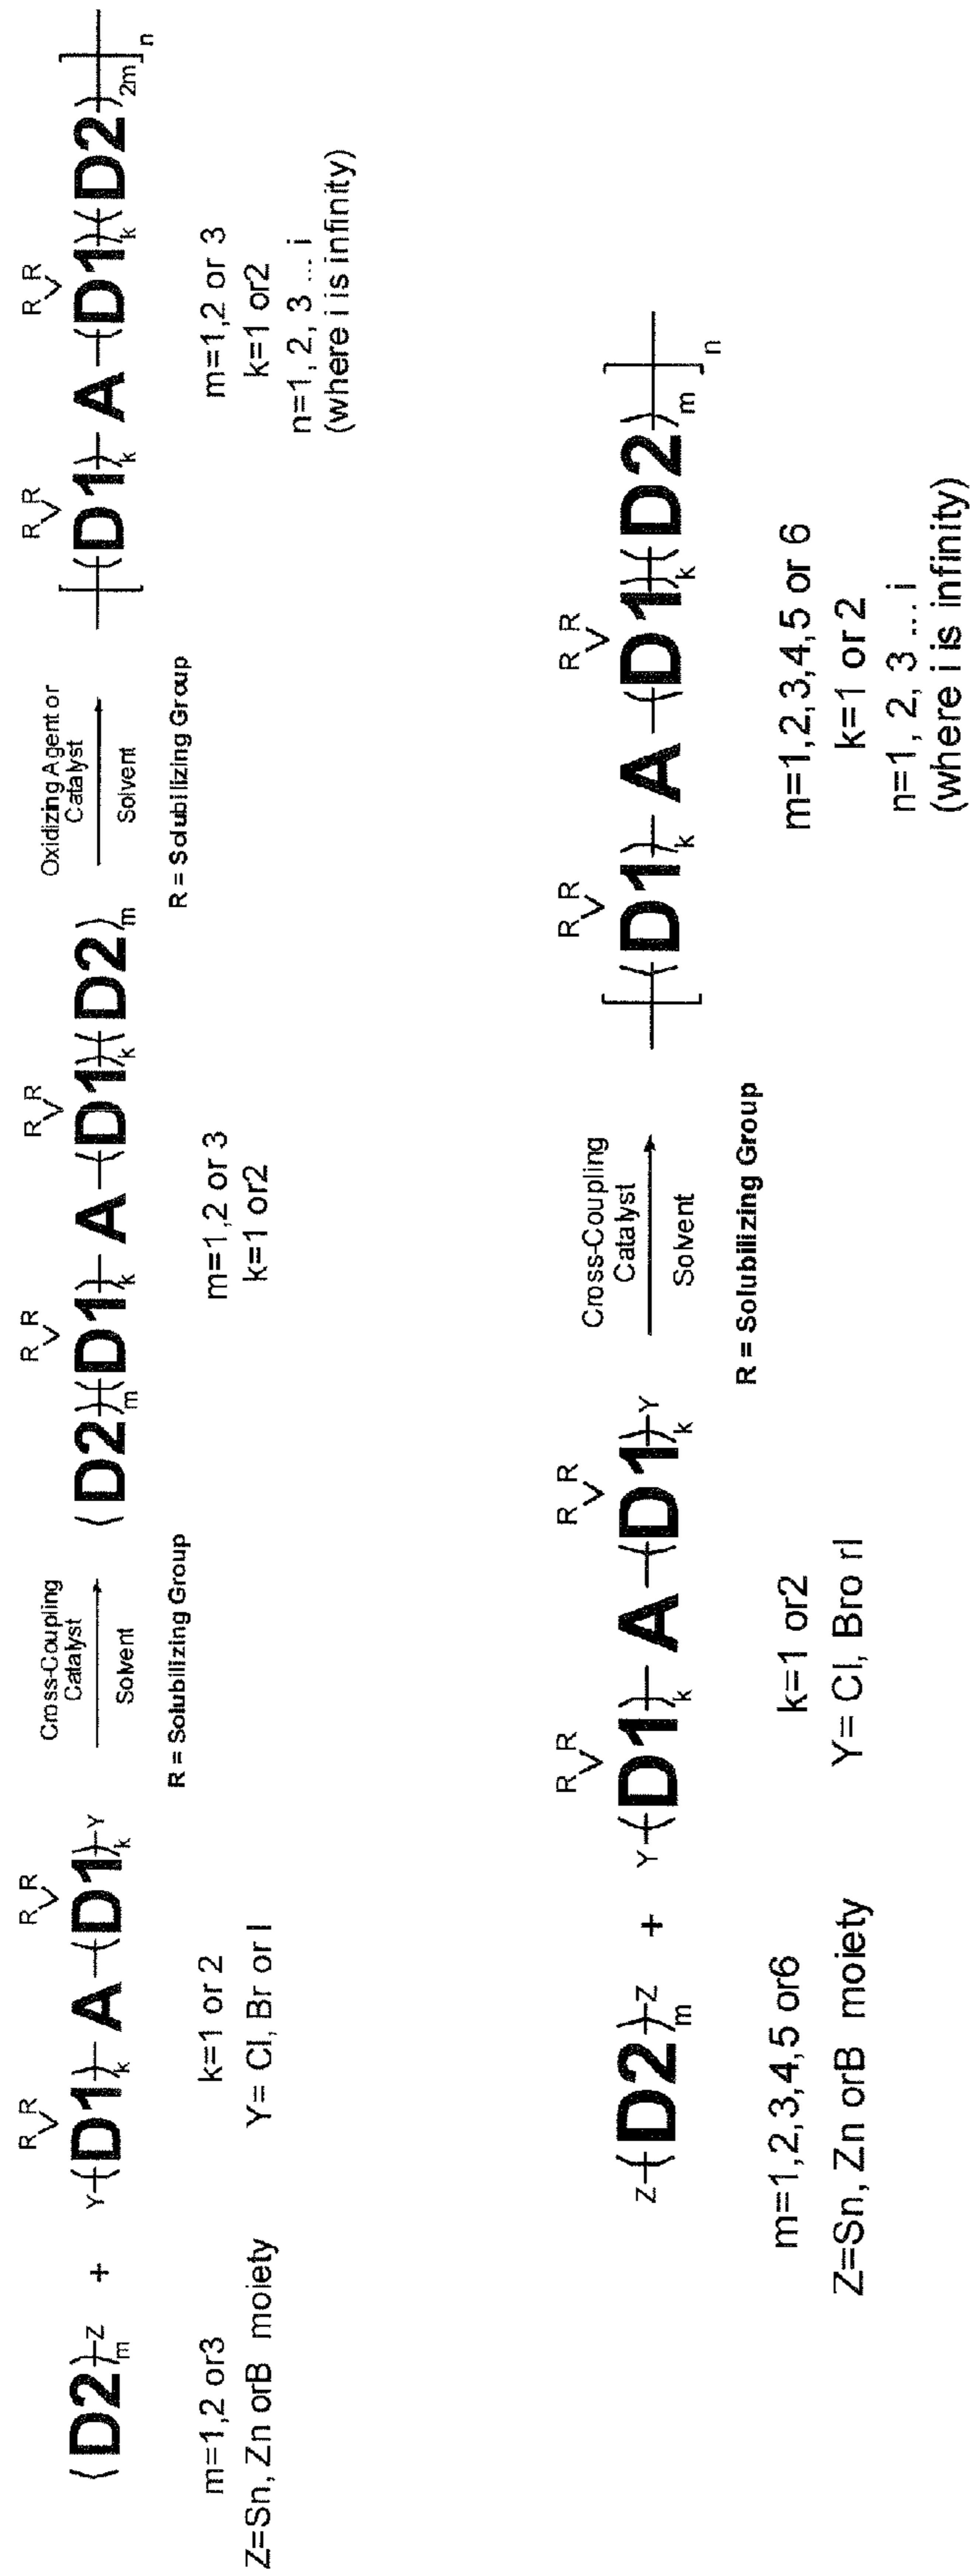 (D2)m Z + Y (D1)k A (D1)k Y
R R R R
m=1,2 or3
Z=Sn, Zn orB moiety
k=1 or 2
Y= Cl, Br or I
Cross-Coupling
Catalyst
Solvent
R = Solubilizing Group
R R R R
(D2)m (D1)k A (D1)k (D2)m
m=1,2 or 3
k=1 or2
Oxidizing Agent or
Catalyst
Solvent
R = Solubilizing Group
R R R R
[(D1)k A (D1)k (D2)2m]n
m=1,2 or 3
k=1 or2
n=1, 2, 3 ... i
(where i is infinity)
R R R R
Z (D2)m Z + Y (D1)k A (D1)k Y
m=1,2,3,4,5 or6
Z=Sn, Zn orB moiety
k=1 or2
Y= Cl, Bro rI
Cross-Coupling
Catalyst
Solvent
R = Solubilizing Group
R R R R
[(D1)k A (D1)k (D2)m]n
m=1,2,3,4,5 or 6
k=1 or 2
n=1, 2, 3 ... i
(where i is infinity)